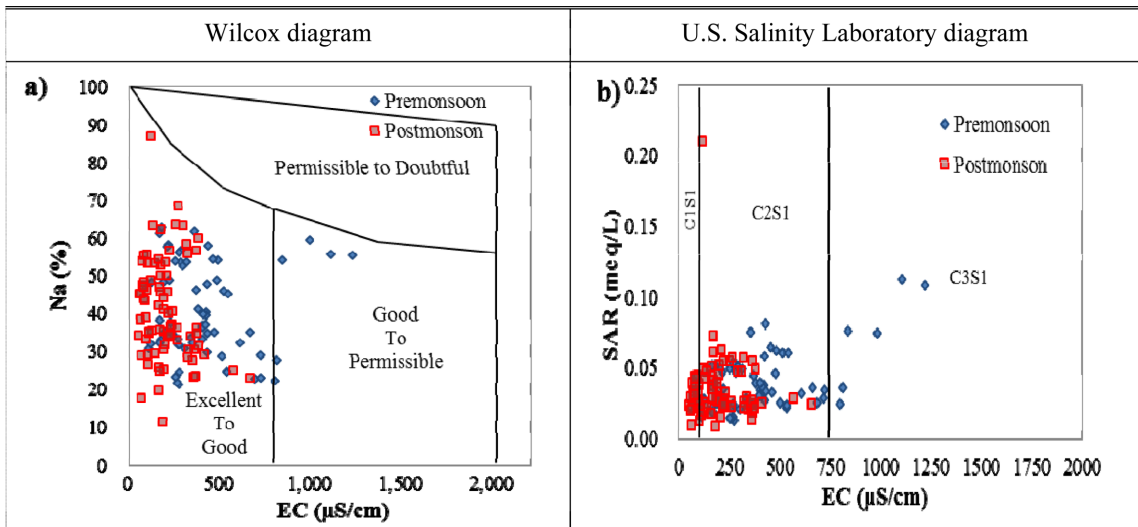 Wilcox diagram
U.S. Salinity Laboratory diagram
a)
100
90
80
70
60
50
40
30
20
10
0
Na (%)
Premonsoon
Postmonson
Permissible to Doubtful
Good
To
Permissible
Excellent
To
Good
0 500 1,000 1,500 2,000
EC (µS/cm)
b)
0.25
0.20
0.15
0.10
0.05
0.00
SAR (meq/L)
Premonsoon
Postmonson
C1S1
C2S1
C3S1
0 250 500 750 1000 1250 1500 1750 2000
EC (µS/cm)